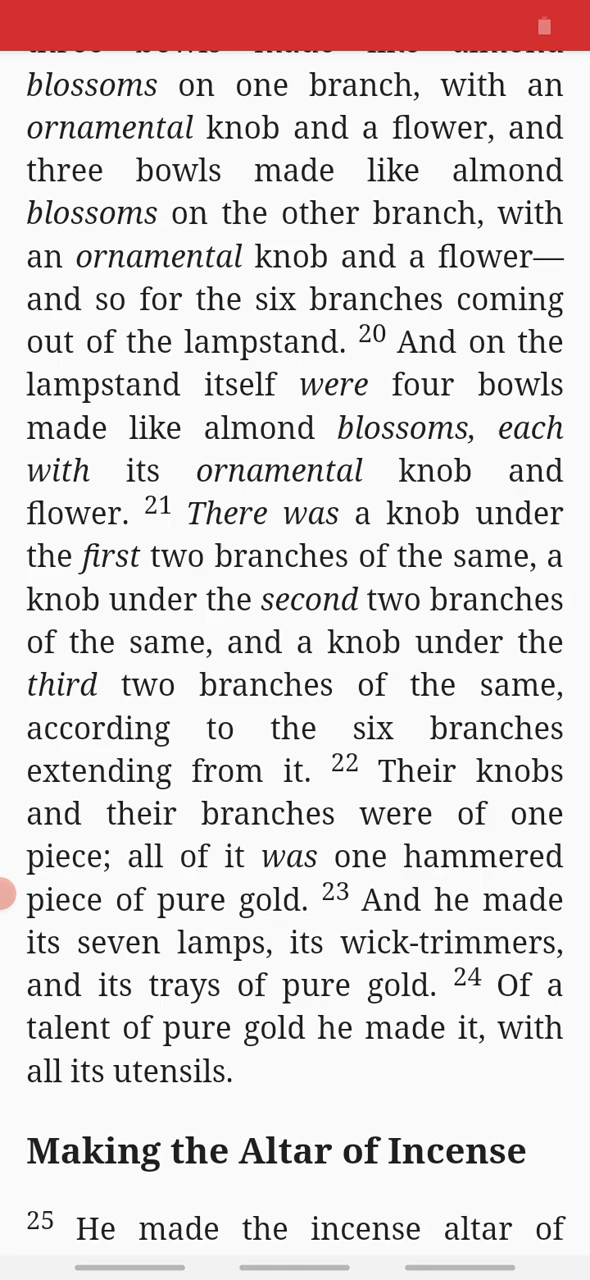 three bowls made like almond
blossoms on one branch, with an
ornamental knob and a flower, and
three bowls made like almond
blossoms on the other branch, with
an ornamental knob and a flower—
and so for the six branches coming
out of the lampstand. 20 And on the
lampstand itself were four bowls
made like almond blossoms, each
with its ornamental knob and
flower. 21 There was a knob under
the first two branches of the same, a
knob under the second two branches
of the same, and a knob under the
third two branches of the same,
according to the six branches
extending from it. 22 Their knobs
and their branches were of one
piece; all of it was one hammered
piece of pure gold. 23 And he made
its seven lamps, its wick-trimmers,
and its trays of pure gold. 24 Of a
talent of pure gold he made it, with
all its utensils.
Making the Altar of Incense
25 He made the incense altar of